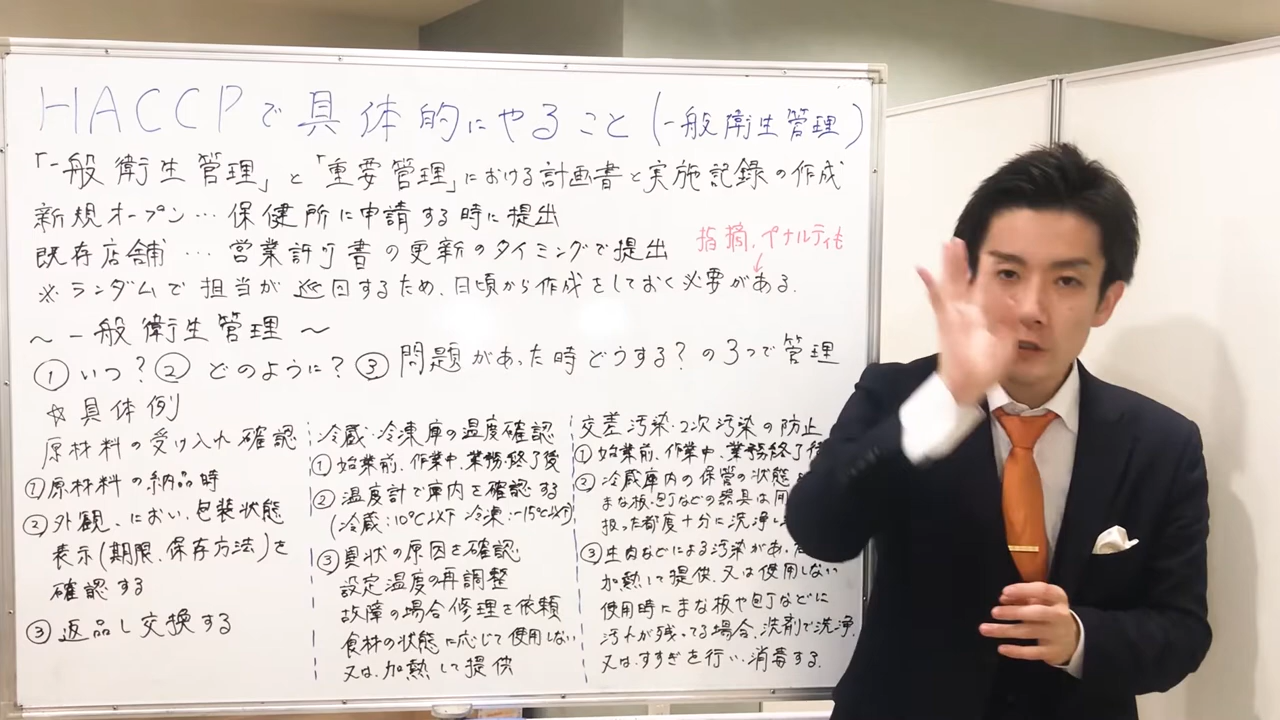 HACCPで具体的にやること(一般衛生管理)
「一般衛生管理」と「重要管理」における計画書と実施記録の作成
新規オープン…保健所に申請する時に提出
既存店舗…営業許可書の更新のタイミングで提出
指摘、ペナルティも
※ランダムで担当が巡回するため、日頃から作成をしておく必要がある.
～一般衛生管理～
①いつ?②どのように?③問題があった時どうする?の3つで管理
☆具体例
原材料の受け入れ確認
①原材料の納品時
②外観、におい、包装状態
表示(期限、保存方法)を
確認する
③返品し交換する
冷蔵・冷凍庫の温度確認
①始業前、作業中、業務終了後
②温度計で庫内を確認する
(冷蔵:10℃以下 冷凍:-15℃以下)
③異状の原因を確認
設定温度の再調整
故障の場合修理を依頼
食材の状態に応じて使用しない
又は、加熱して提供
交差汚染・2次汚染の防止
①始業前、作業中、業務終了後
②冷蔵庫内の保管の状態
まな板、包丁などの器具は用
扱った都度十分に洗浄し
③生肉などによる汚染があっ
加熱して提供、又は使用しない
使用時にまな板や包丁などに
汚れが残ってる場合、洗剤で洗浄、
又は、すすぎを行い、消毒する.